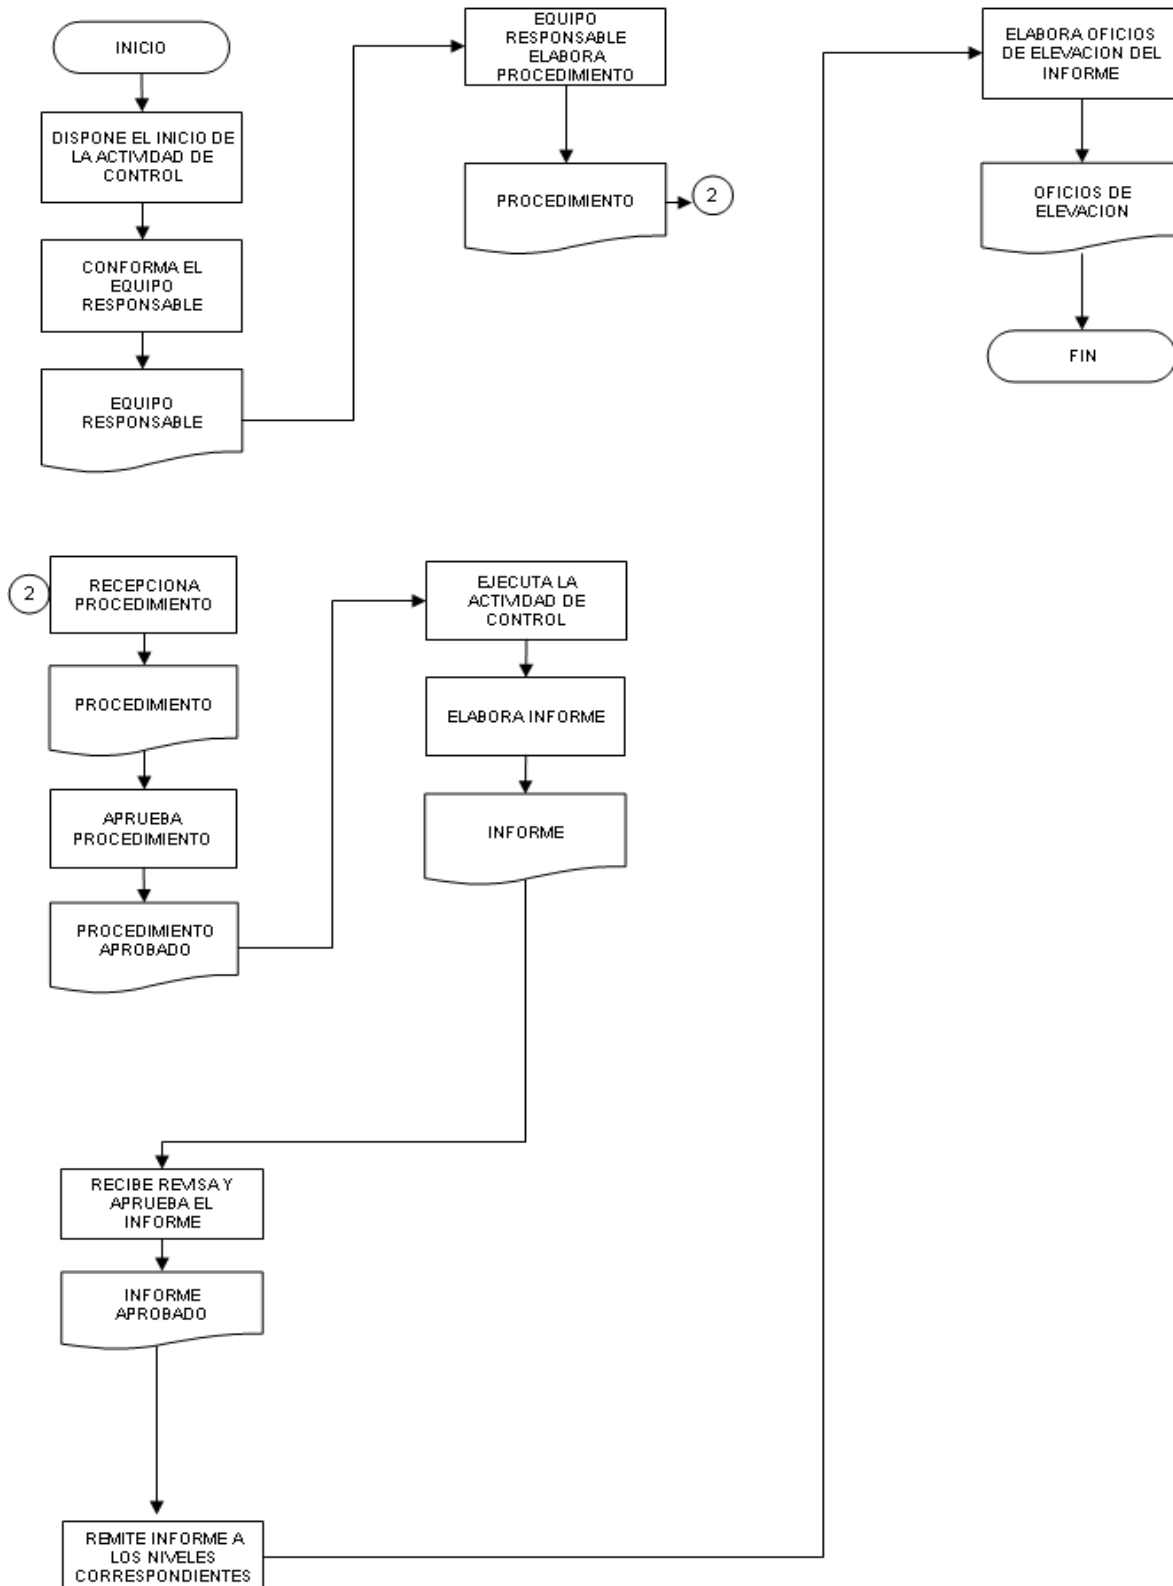 INICIO
DISPONE EL INICIO DE
LA ACTIVIDAD DE
CONTROL
CONFORMA EL
EQUIPO
RESPONSABLE
EQUIPO
RESPONSABLE
EQUIPO
RESPONSABLE
ELABORA
PROCEDIMIENTO
PROCEDIMIENTO
2
2
RECEPCIONA
PROCEDIMIENTO
PROCEDIMIENTO
APRUEBA
PROCEDIMIENTO
PROCEDIMIENTO
APROBADO
EJECUTA LA
ACTIVIDAD DE
CONTROL
ELABORA INFORME
INFORME
RECIBE REVISA Y
APRUEBA EL
INFORME
INFORME
APROBADO
REMITE INFORME A
LOS NIVELES
CORRESPONDIENTES
ELABORA OFICIOS
DE ELEVACION DEL
INFORME
OFICIOS DE
ELEVACION
FIN